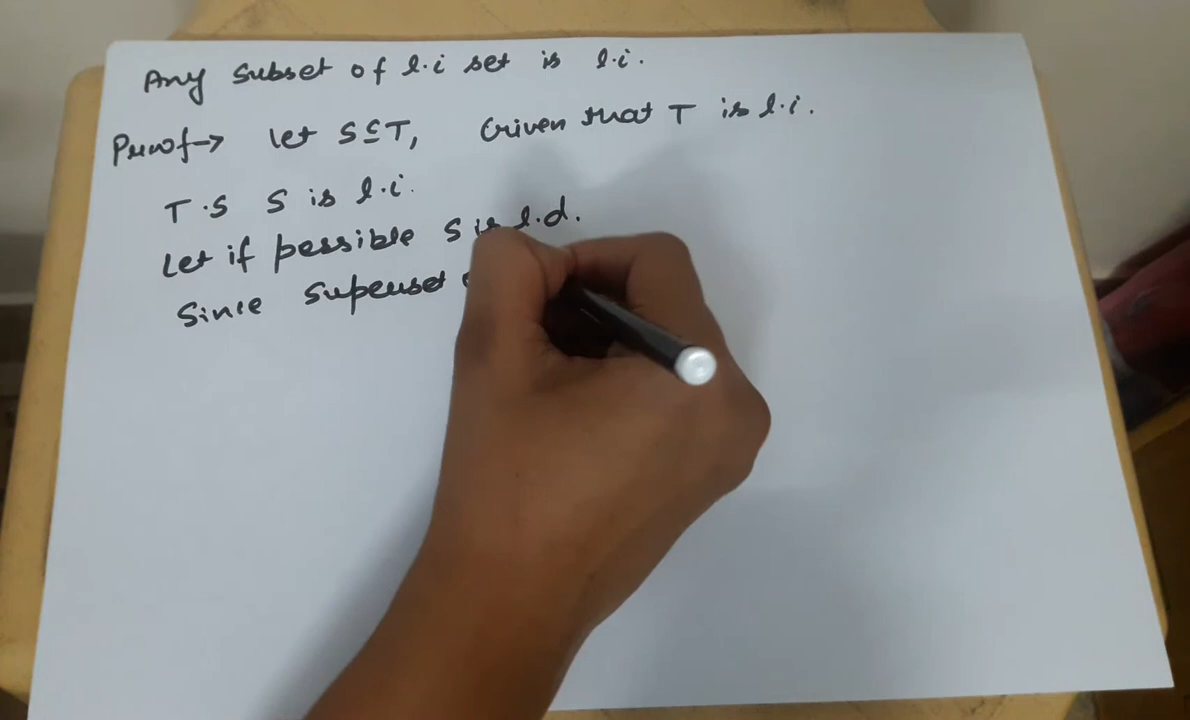 Any subset of l.i set is l.i.
Proof→ let S⊆T, Given that T is l.i.
T.S S is l.i.
Let if possible S is l.d.
Since superset